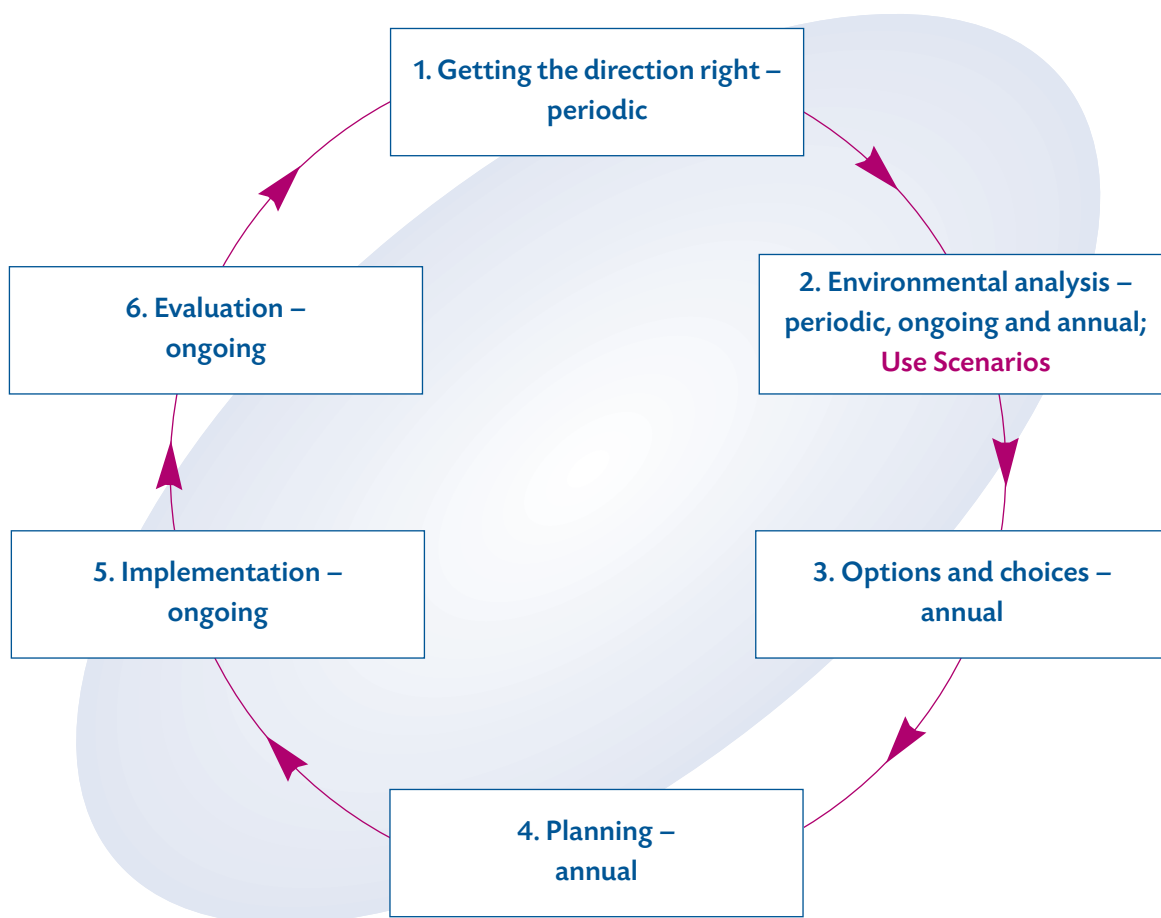 1. Getting the direction right –
periodic
2. Environmental analysis –
periodic, ongoing and annual;
Use Scenarios
3. Options and choices –
annual
4. Planning –
annual
5. Implementation –
ongoing
6. Evaluation –
ongoing